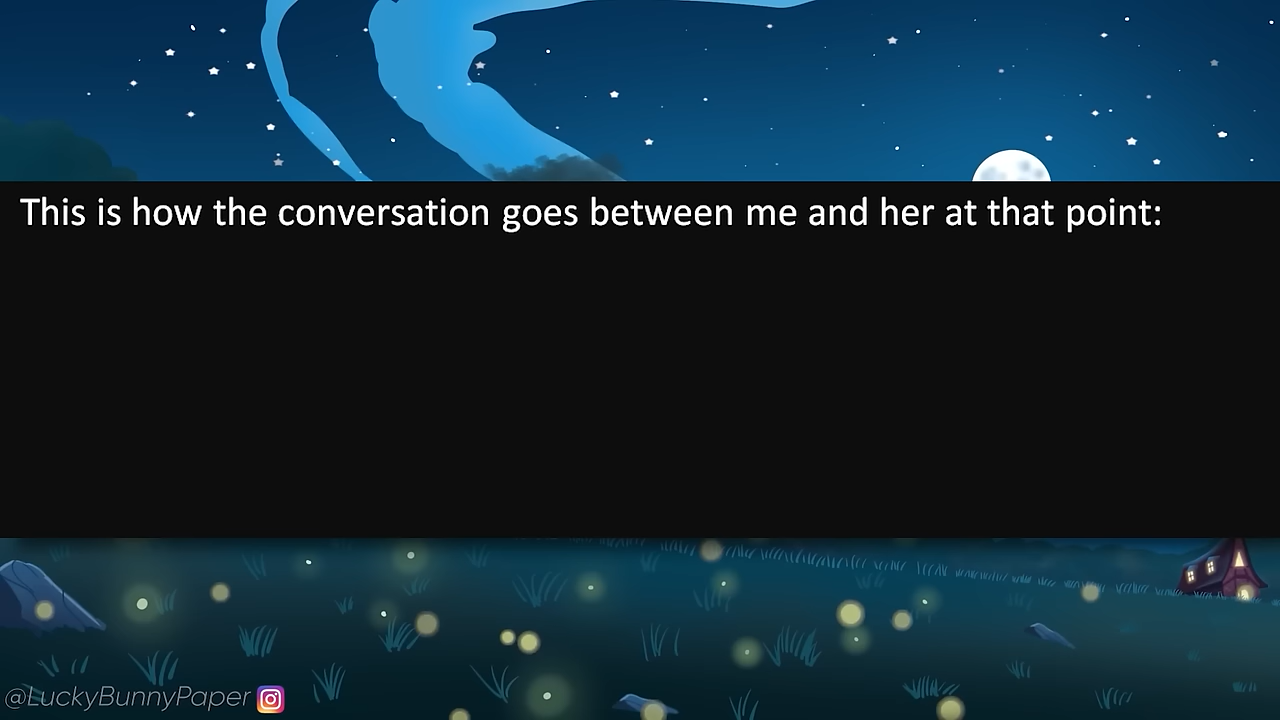 This is how the conversation goes between me and her at that point:
@LuckyBunnyPaper